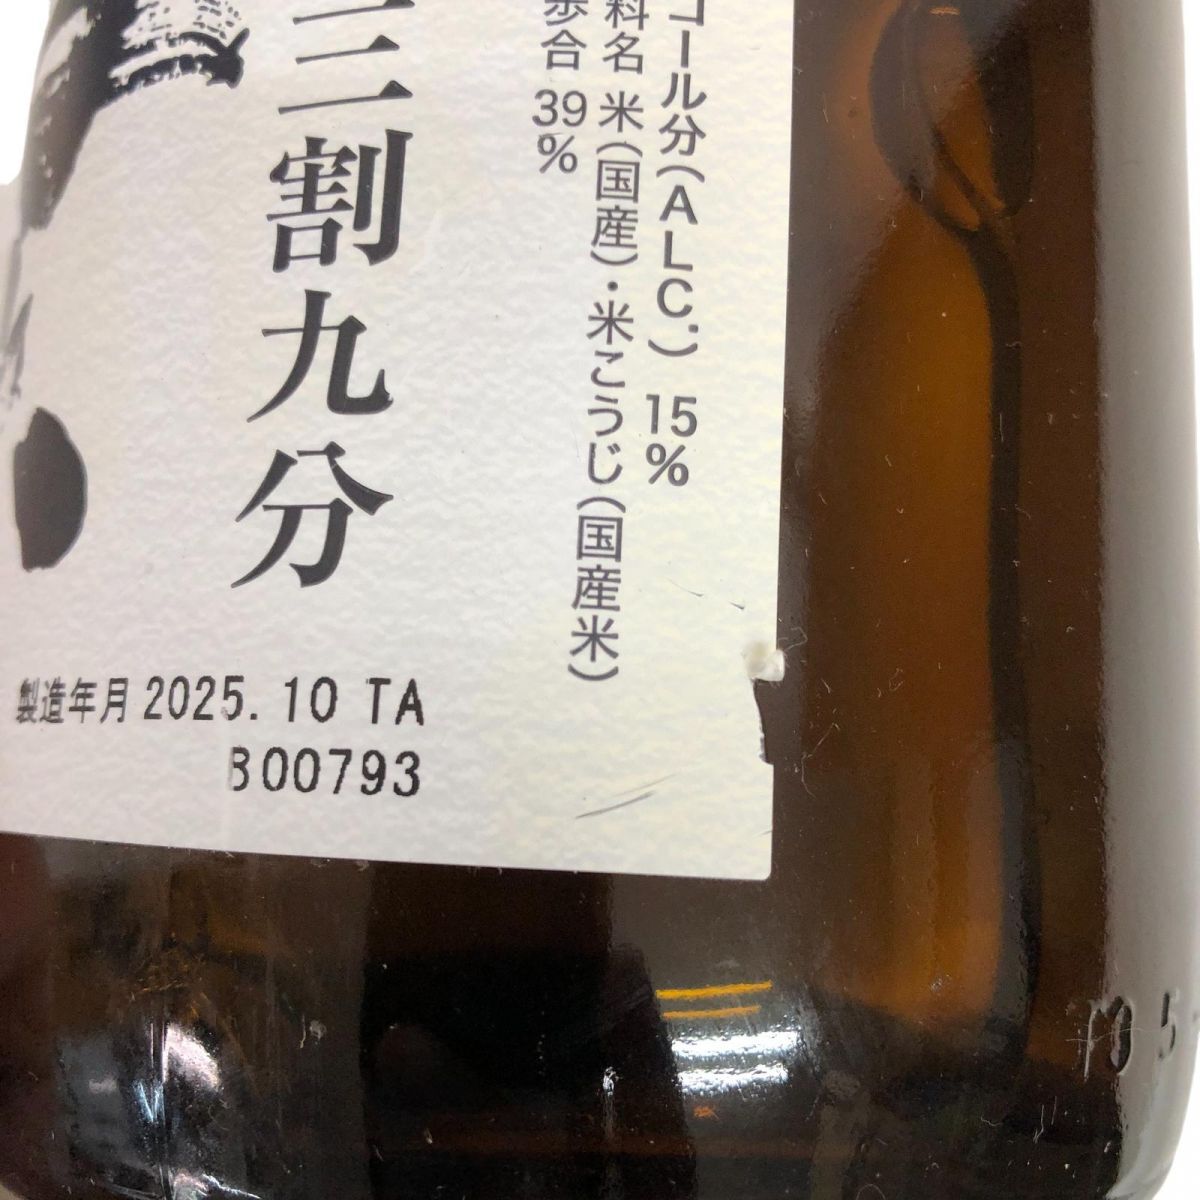 コール分(ALC.) 15%
料名 米(国産)・米こうじ(国産米)
歩合 39%
三割九分
製造年月 2025.10 TA
B00793